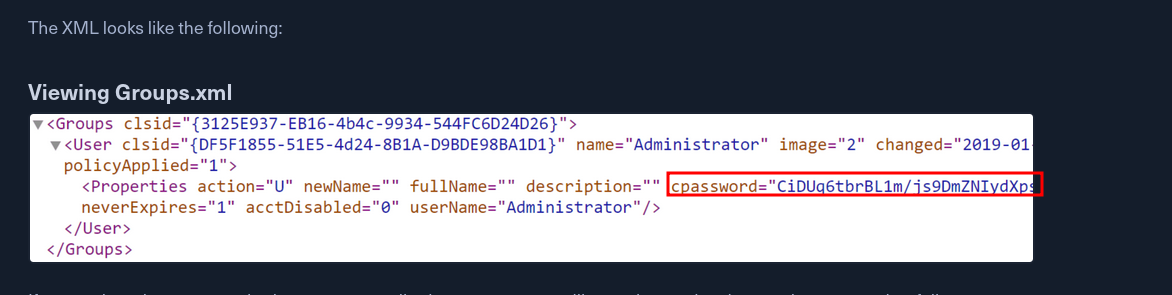 The XML looks like the following:
Viewing Groups.xml
<Groups clsid="{3125E937-EB16-4b4c-9934-544FC6D24D26}">
<User clsid="{DF5F1855-51E5-4d24-8B1A-D9BDE98BA1D1}" name="Administrator" image="2" changed="2019-01-
policyApplied="1">
<Properties action="U" newName="" fullName="" description="" cpassword="CiDUq6tbrBL1m/js9DmZNIydXps
neverExpires="1" acctDisabled="0" userName="Administrator"/>
</User>
</Groups>